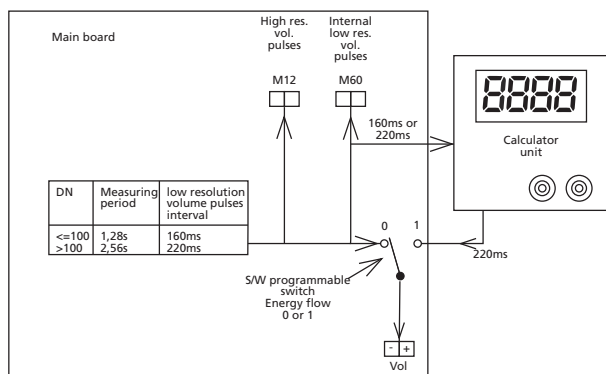 Main board
High res.
vol.
pulses
M12
Internal
low res.
vol.
pulses
M60
160ms or
220ms
8888
Calculator
unit
DN
Measuring
period
low resolution
volume pulses
interval
<=100 1,28s 160ms
>100 2,56s 220ms
0 1
220ms
S/W programmable
switch
Energy flow
0 or 1
- +
Vol